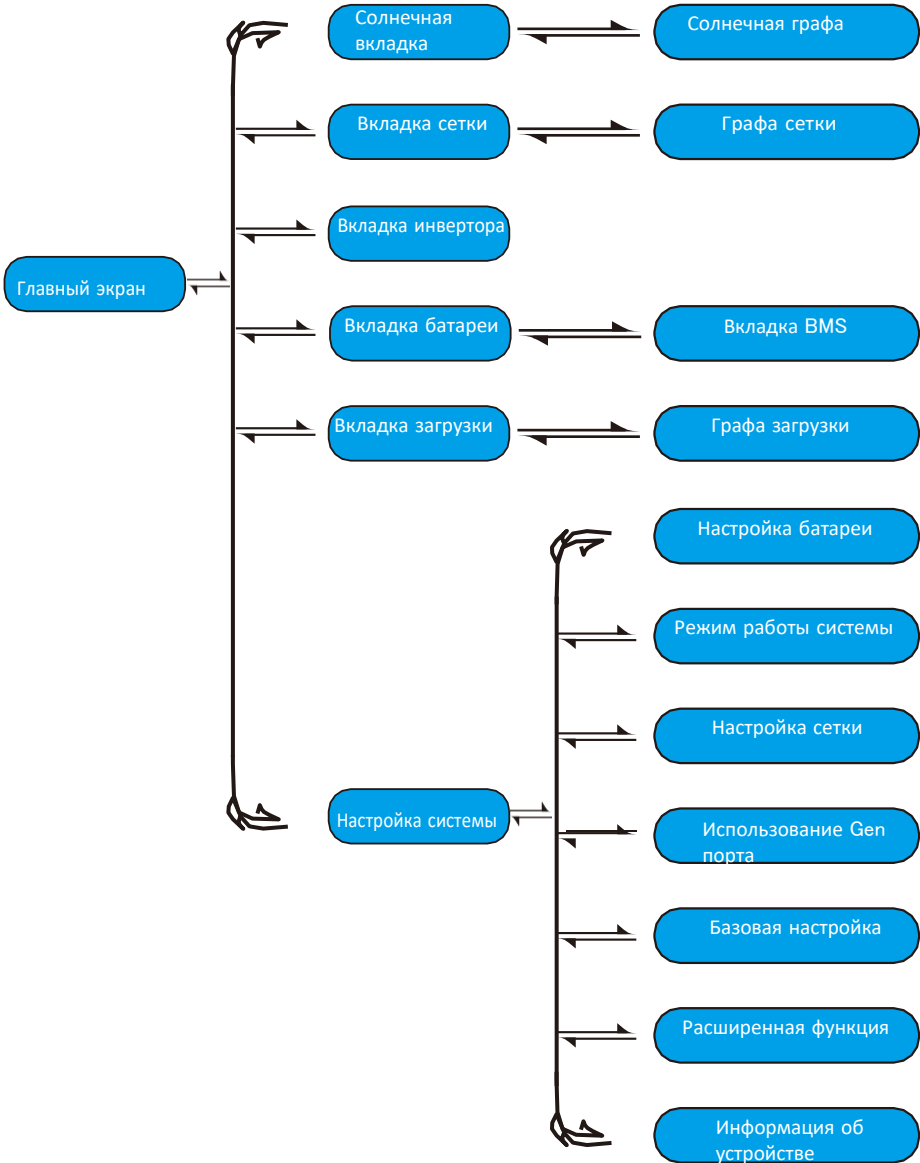 Солнечная
вкладка
Солнечная графа
Вкладка сетки
Графа сетки
Вкладка инвертора
Главный экран
Вкладка батареи
Вкладка BMS
Вкладка загрузки
Графа загрузки
Настройка батареи
Режим работы системы
Настройка сетки
Настройка системы
Использование Gen
порта
Базовая настройка
Расширенная функция
Информация об
устройстве